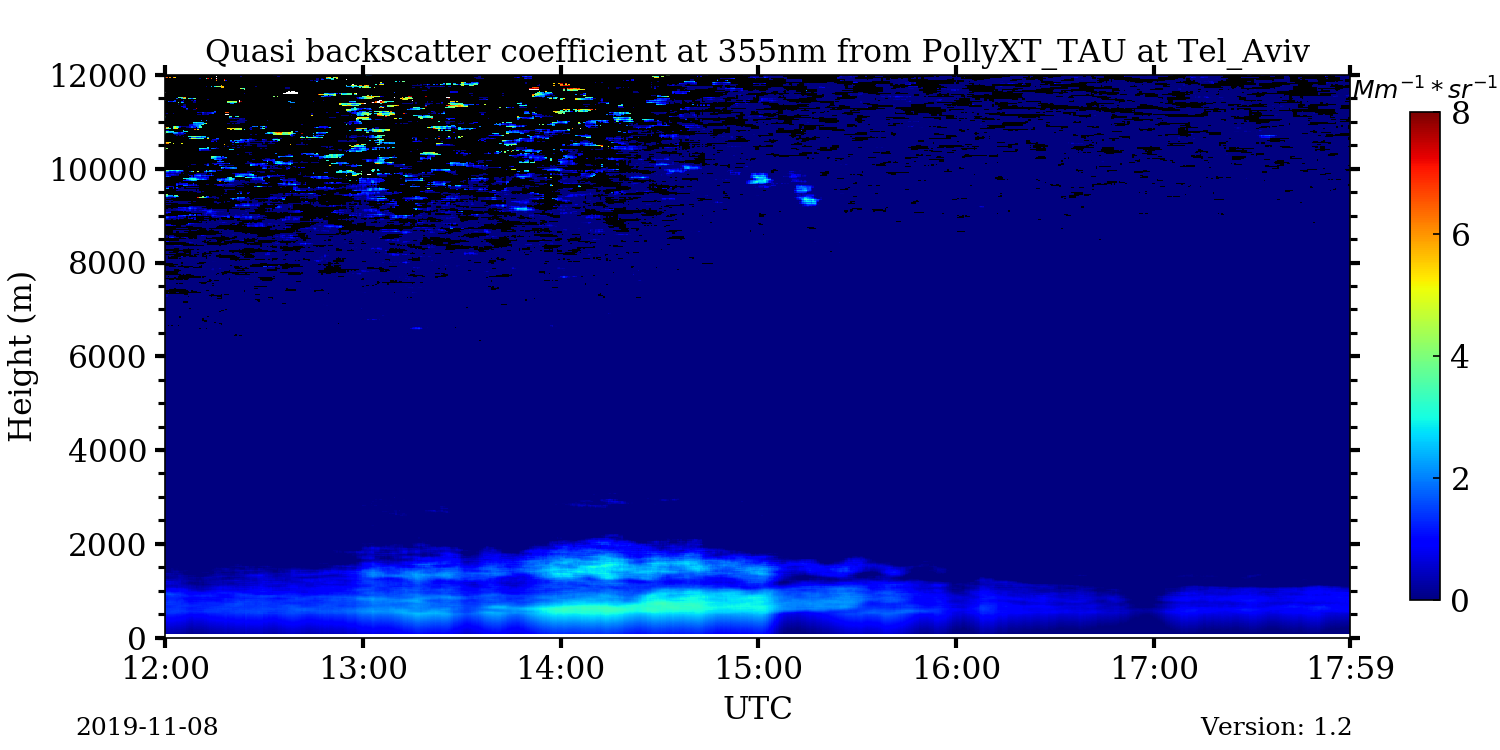 Quasi backscatter coefficient at 355nm from PollyXT_TAU at Tel_Aviv
Mm⁻¹ * sr⁻¹
12000
10000
8000
6000
4000
2000
0
Height (m)
8
6
4
2
0
12:00 13:00 14:00 15:00 16:00 17:00 17:59
UTC
2019-11-08
Version: 1.2